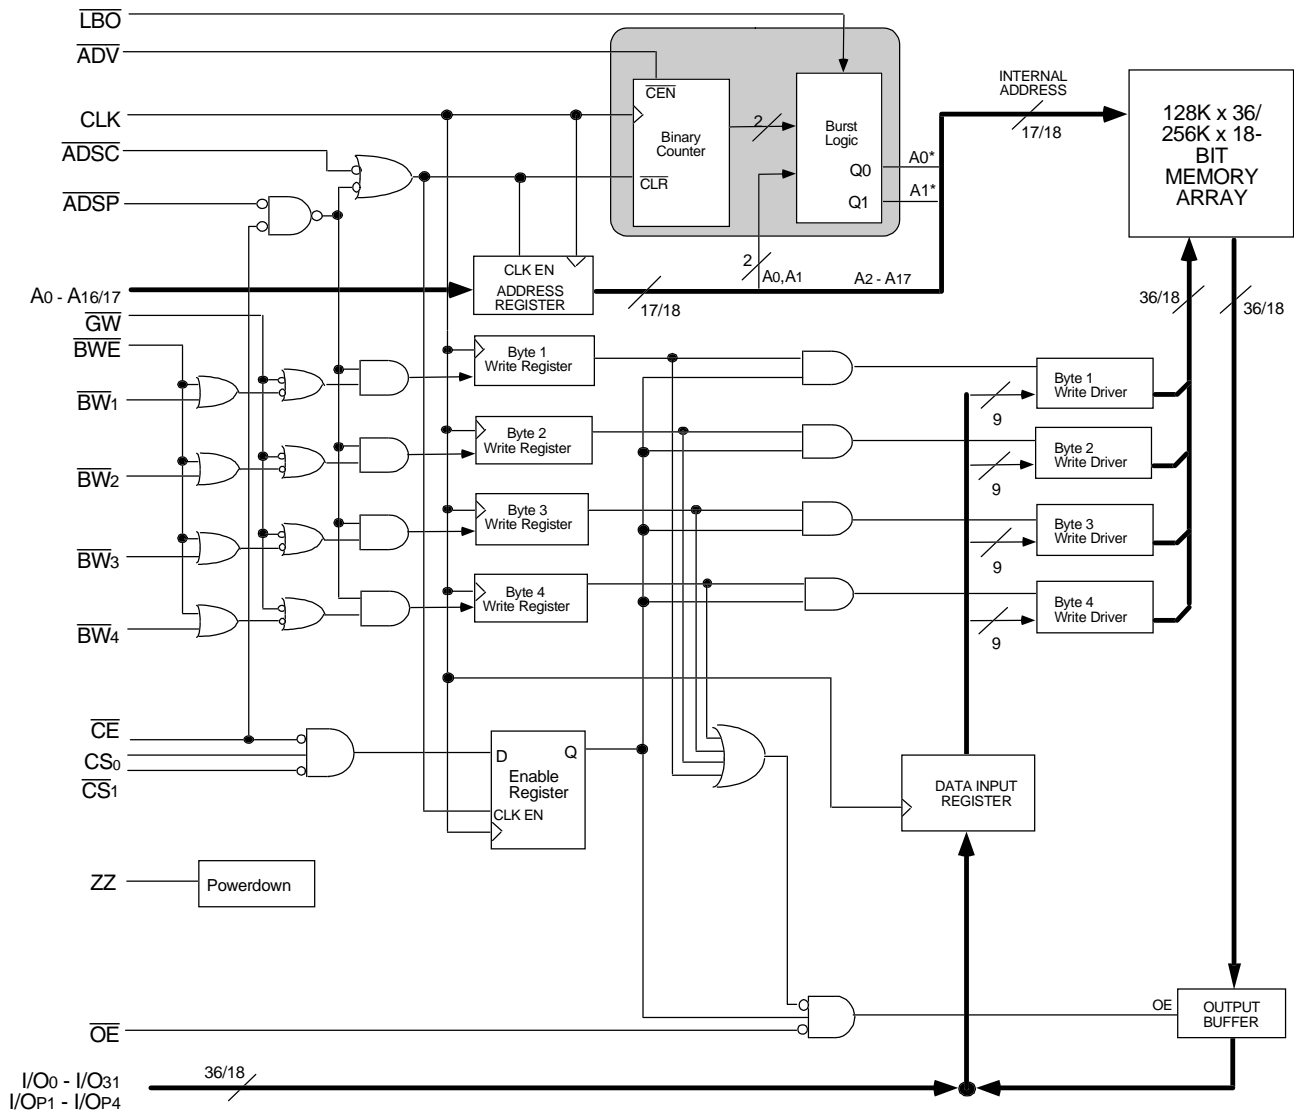 LBO
ADV
CLK
ADSC
ADSP
CEN
Binary
Counter
CLR
2
Burst
Logic
Q0
Q1
A0*
A1*
INTERNAL
ADDRESS
17/18
128K x 36/
256K x 18-
BIT
MEMORY
ARRAY
CLK EN
ADDRESS
REGISTER
17/18
2
A0,A1
A2 - A17
36/18
36/18
A0 - A16/17
GW
BWE
BW1
BW2
BW3
BW4
Byte 1
Write Register
Byte 2
Write Register
Byte 3
Write Register
Byte 4
Write Register
9
Byte 1
Write Driver
9
Byte 2
Write Driver
9
Byte 3
Write Driver
9
Byte 4
Write Driver
CE
CS0
CS1
D
Q
Enable
Register
CLK EN
DATA INPUT
REGISTER
ZZ
Powerdown
OE
OE
OUTPUT
BUFFER
36/18
I/O0 - I/O31
I/OP1 - I/OP4